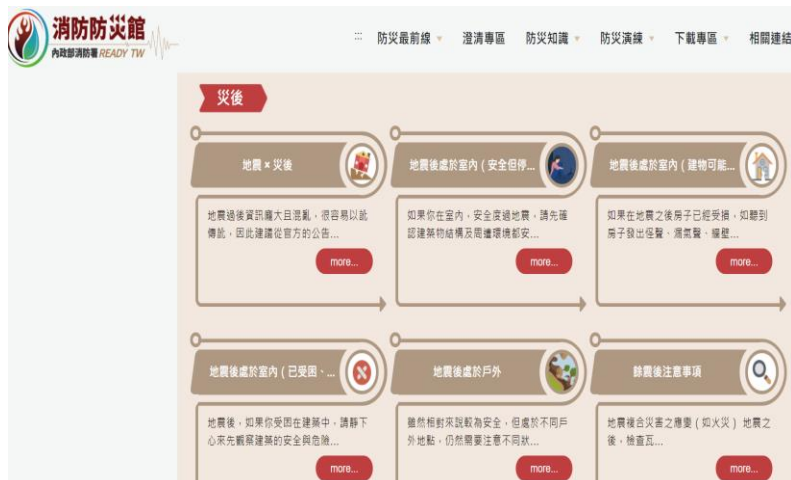 消防防災館
內政部消防署 READY TW
:::
防災最前線
澄清專區
防災知識
防災演練
下載專區
相關連結
災後
地震 × 災後
地震過後資訊龐大且混亂，很容易以訛
傳訛，因此建議從官方的公告...
more...
地震後處於室內（安全但停...
如果你在室內，安全度過地震，請先確
認建築物結構及周遭環境都安...
more...
地震後處於室內（建物可能...
如果在地震之後房子已經受損，如聽到
房子發出怪聲、漏氣聲、牆壁...
more...
地震後處於室內（已受困、...
地震後，如果你受困在建築中，請靜下
心來先觀察建築的安全與危險...
more...
地震後處於戶外
雖然相對來說較為安全，但處於不同戶
外地點，仍然需要注意不同狀...
more...
餘震後注意事項
地震複合災害之應變（如火災） 地震之
後，檢查瓦...
more...